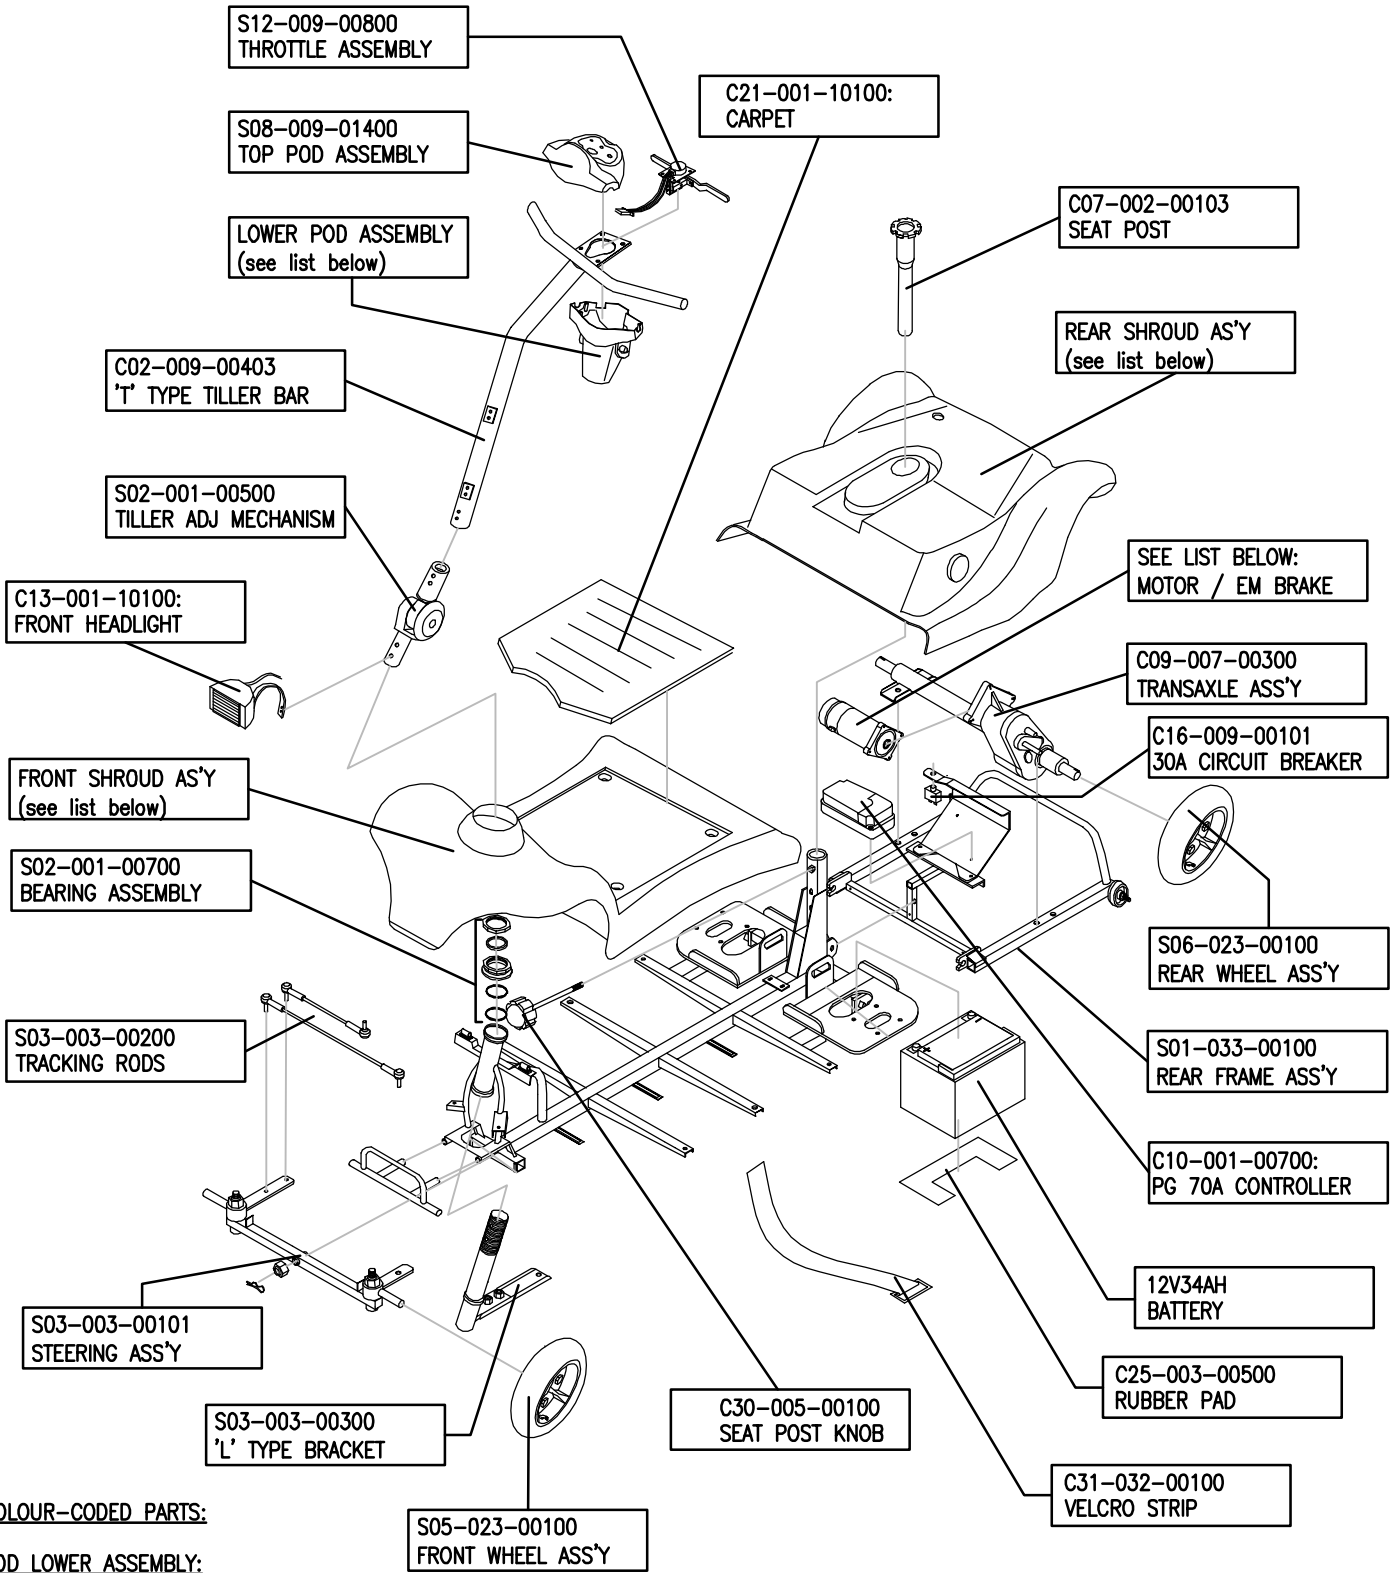 S12-009-00800
THROTTLE ASSEMBLY
C21-001-10100:
CARPET
S08-009-01400
TOP POD ASSEMBLY
C07-002-00103
SEAT POST
LOWER POD ASSEMBLY
(see list below)
REAR SHROUD AS'Y
(see list below)
C02-009-00403
'T' TYPE TILLER BAR
S02-001-00500
TILLER ADJ MECHANISM
SEE LIST BELOW:
MOTOR / EM BRAKE
C13-001-10100:
FRONT HEADLIGHT
C09-007-00300
TRANSAXLE ASS'Y
C16-009-00101
30A CIRCUIT BREAKER
FRONT SHROUD AS'Y
(see list below)
S02-001-00700
BEARING ASSEMBLY
S06-023-00100
REAR WHEEL ASS'Y
S03-003-00200
TRACKING RODS
S01-033-00100
REAR FRAME ASS'Y
C10-001-00700:
PG 70A CONTROLLER
12V34AH
BATTERY
S03-003-00101
STEERING ASS'Y
C25-003-00500
RUBBER PAD
C30-005-00100
SEAT POST KNOB
S03-003-00300
'L' TYPE BRACKET
C31-032-00100
VELCRO STRIP
S05-023-00100
FRONT WHEEL ASS'Y
OLOUR-CODED PARTS:
OD LOWER ASSEMBLY: